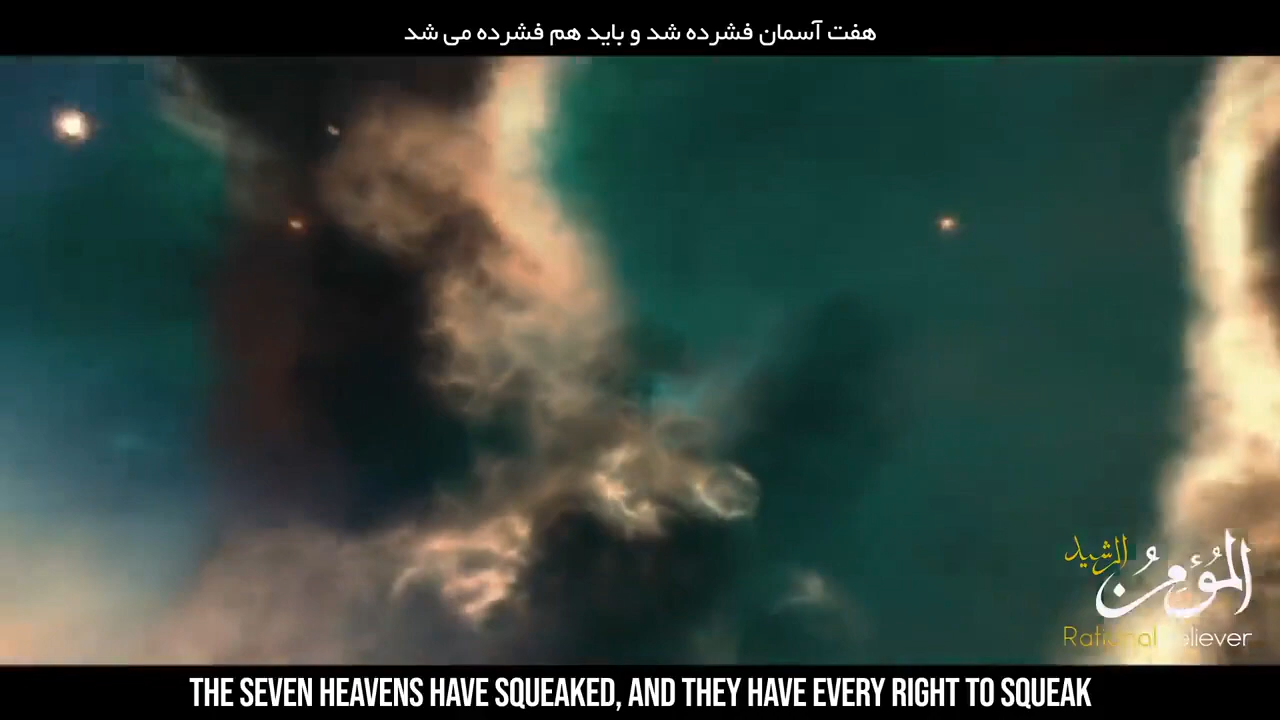 هفت آسمان فشرده شد و باید هم فشرده می شد
المؤمن الرشيد
Rational Believer
THE SEVEN HEAVENS HAVE SQUEAKED, AND THEY HAVE EVERY RIGHT TO SQUEAK